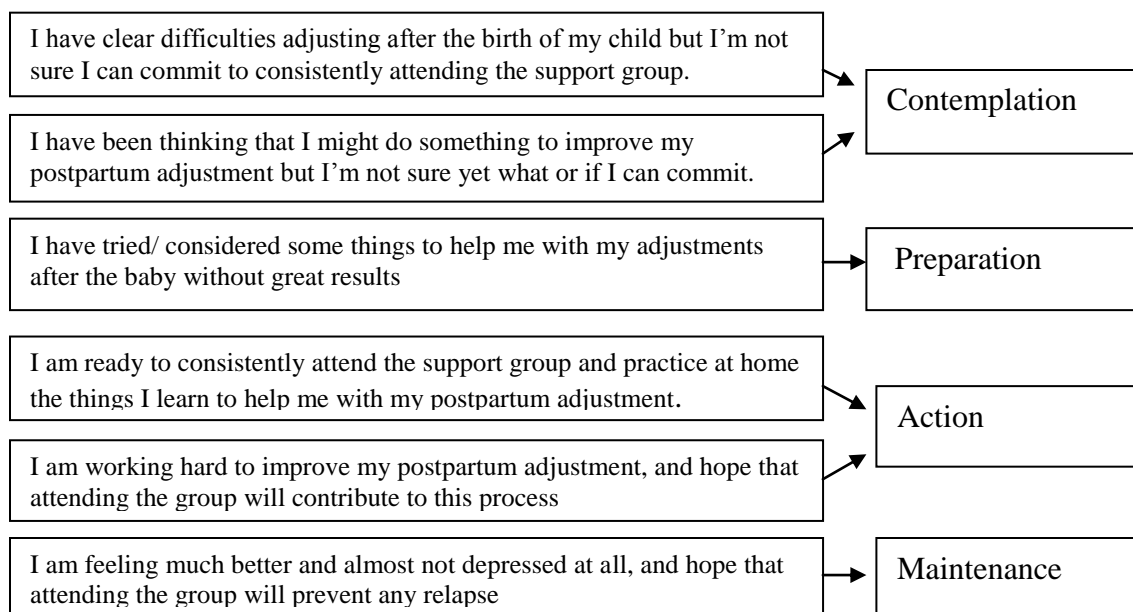 I have clear difficulties adjusting after the birth of my child but I’m not
sure I can commit to consistently attending the support group.
Contemplation
I have been thinking that I might do something to improve my
postpartum adjustment but I’m not sure yet what or if I can commit.
I have tried/ considered some things to help me with my adjustments
after the baby without great results
Preparation
I am ready to consistently attend the support group and practice at home
the things I learn to help me with my postpartum adjustment.
Action
I am working hard to improve my postpartum adjustment, and hope that
attending the group will contribute to this process
I am feeling much better and almost not depressed at all, and hope that
attending the group will prevent any relapse
Maintenance